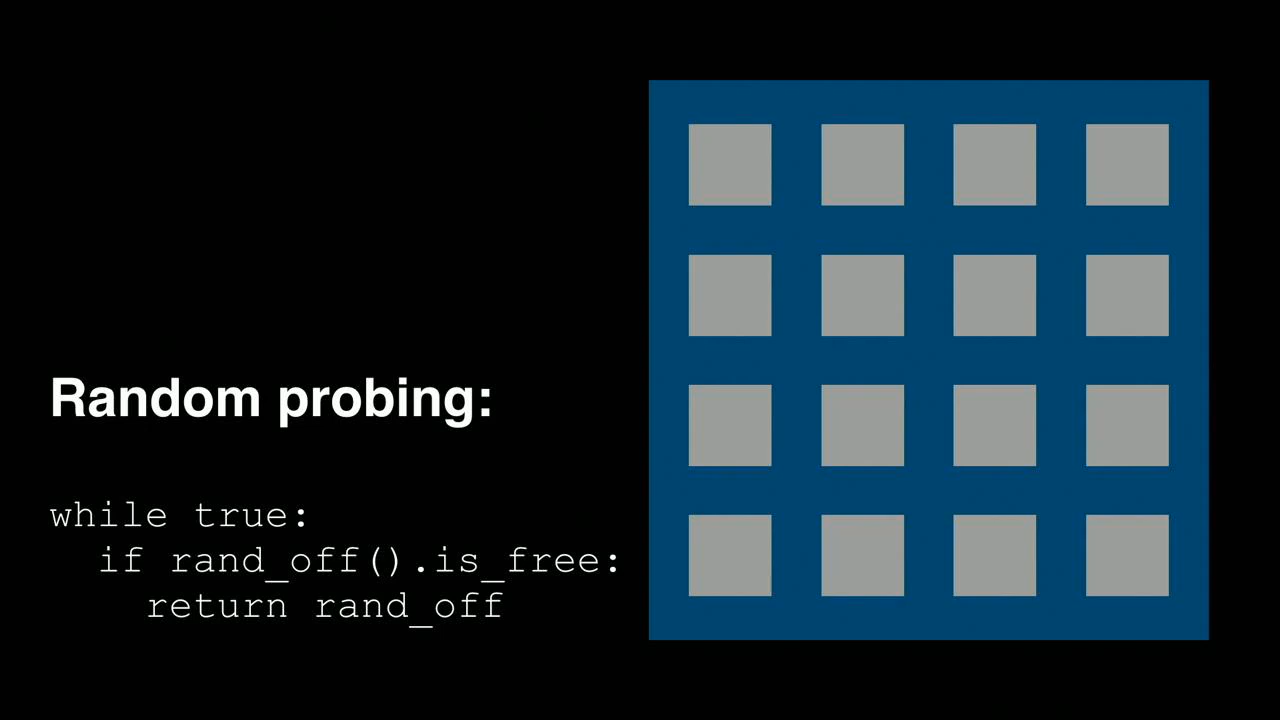 Random probing:
while true:
  if rand_off().is_free:
    return rand_off